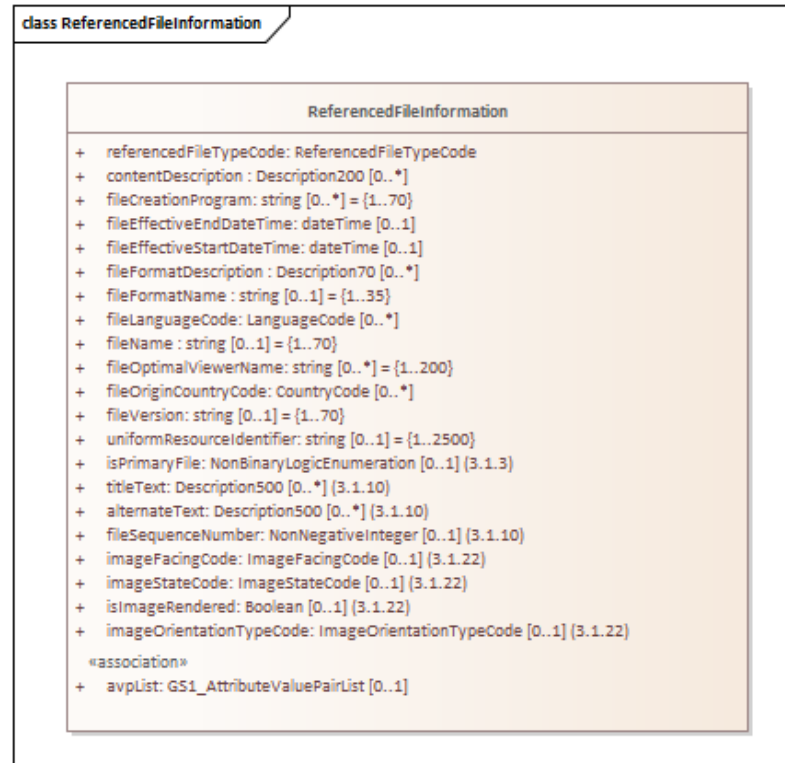 class ReferencedFileInformation
ReferencedFileInformation
+ referencedFileTypeCode: ReferencedFileTypeCode
+ contentDescription : Description200 [0..*]
+ fileCreationProgram: string [0..*] = {1..70}
+ fileEffectiveEndDateTime: dateTime [0..1]
+ fileEffectiveStartDateTime: dateTime [0..1]
+ fileFormatDescription : Description70 [0..*]
+ fileFormatName : string [0..1] = {1..35}
+ fileLanguageCode: LanguageCode [0..*]
+ fileName : string [0..1] = {1..70}
+ fileOptimalViewerName: string [0..*] = {1..200}
+ fileOriginCountryCode: CountryCode [0..*]
+ fileVersion: string [0..1] = {1..70}
+ uniformResourceIdentifier: string [0..1] = {1..2500}
+ isPrimaryFile: NonBinaryLogicEnumeration [0..1] (3.1.3)
+ titleText: Description500 [0..*] (3.1.10)
+ alternateText: Description500 [0..*] (3.1.10)
+ fileSequenceNumber: NonNegativeInteger [0..1] (3.1.10)
+ imageFacingCode: ImageFacingCode [0..1] (3.1.22)
+ imageStateCode: ImageStateCode [0..1] (3.1.22)
+ isImageRendered: Boolean [0..1] (3.1.22)
+ imageOrientationTypeCode: ImageOrientationTypeCode [0..1] (3.1.22)
«association»
+ avpList: GS1_AttributeValuePairList [0..1]